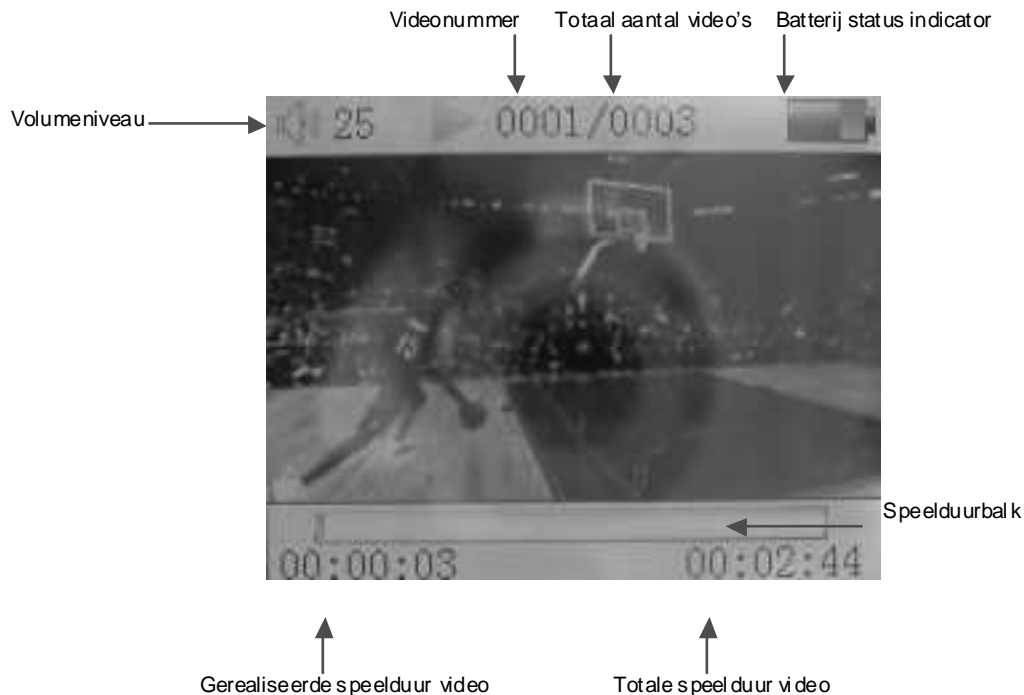 Videonummer Totaal aantal video's Batterij status indicator
Volumeniveau 25 0001/0003
Speelduurbalk
00:00:03 00:02:44
Gerealiseerde speelduur video Totale speelduur video